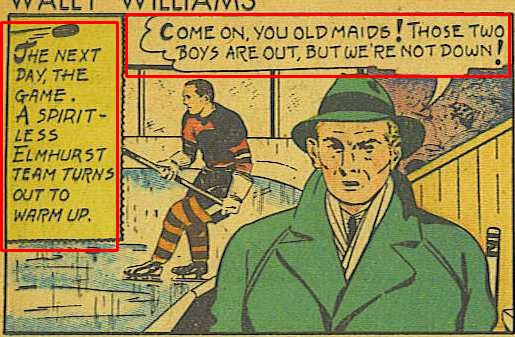 WALLY WILLIAMS
THE NEXT
DAY, THE
GAME.
A SPIRIT-
LESS
ELMHURST
TEAM TURNS
OUT TO
WARM UP.
COME ON, YOU OLD MAIDS! THOSE TWO
BOYS ARE OUT, BUT WE'RE NOT DOWN!